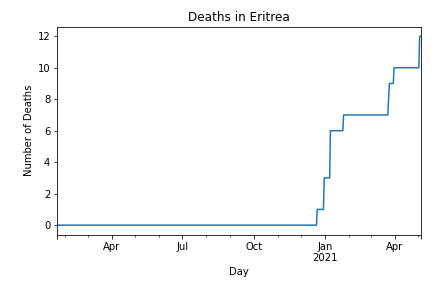 Deaths in Eritrea
12
10
8
6
4
2
0
Number of Deaths
Apr
Jul
Oct
Jan
2021
Apr
Day